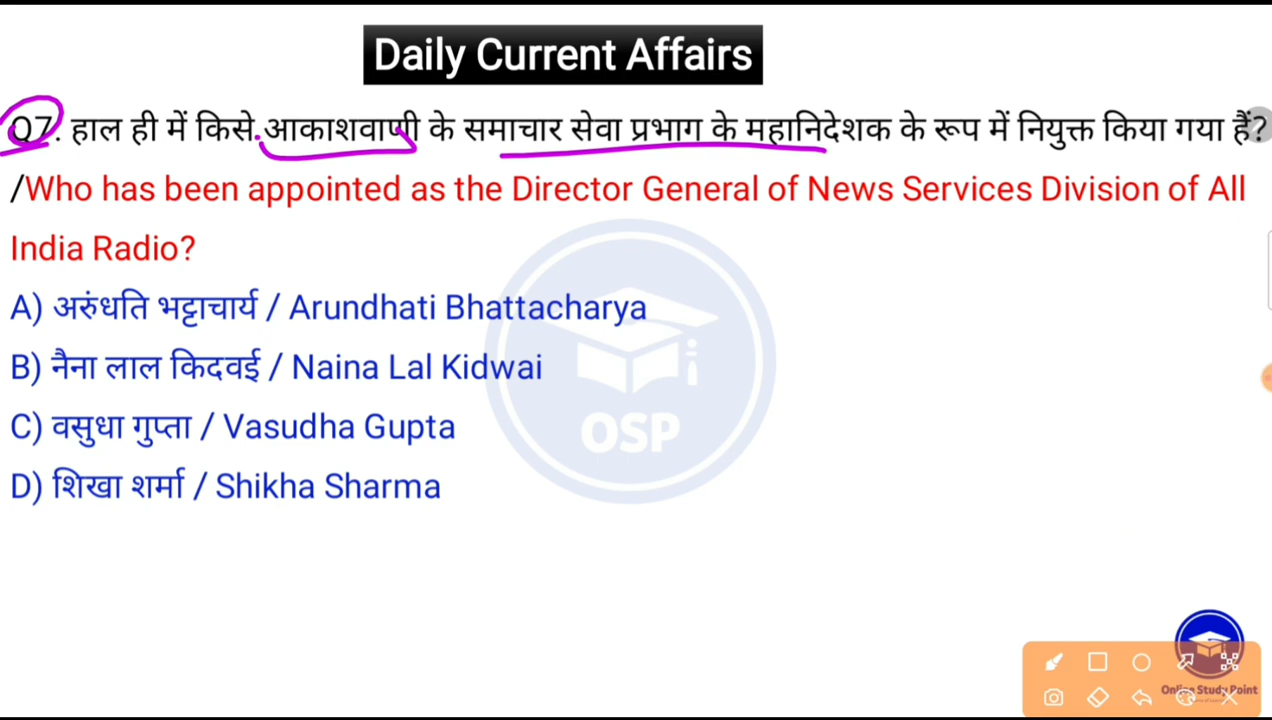 Daily Current Affairs
Q7. हाल ही में किसे आकाशवाणी के समाचार सेवा प्रभाग के महानिदेशक के रूप में नियुक्त किया गया हैं?
/Who has been appointed as the Director General of News Services Division of All
India Radio?
A) अरुंधति भट्टाचार्य / Arundhati Bhattacharya
B) नैना लाल किदवई / Naina Lal Kidwai
C) वसुधा गुप्ता / Vasudha Gupta
D) शिखा शर्मा / Shikha Sharma
OSP
Online Study Point